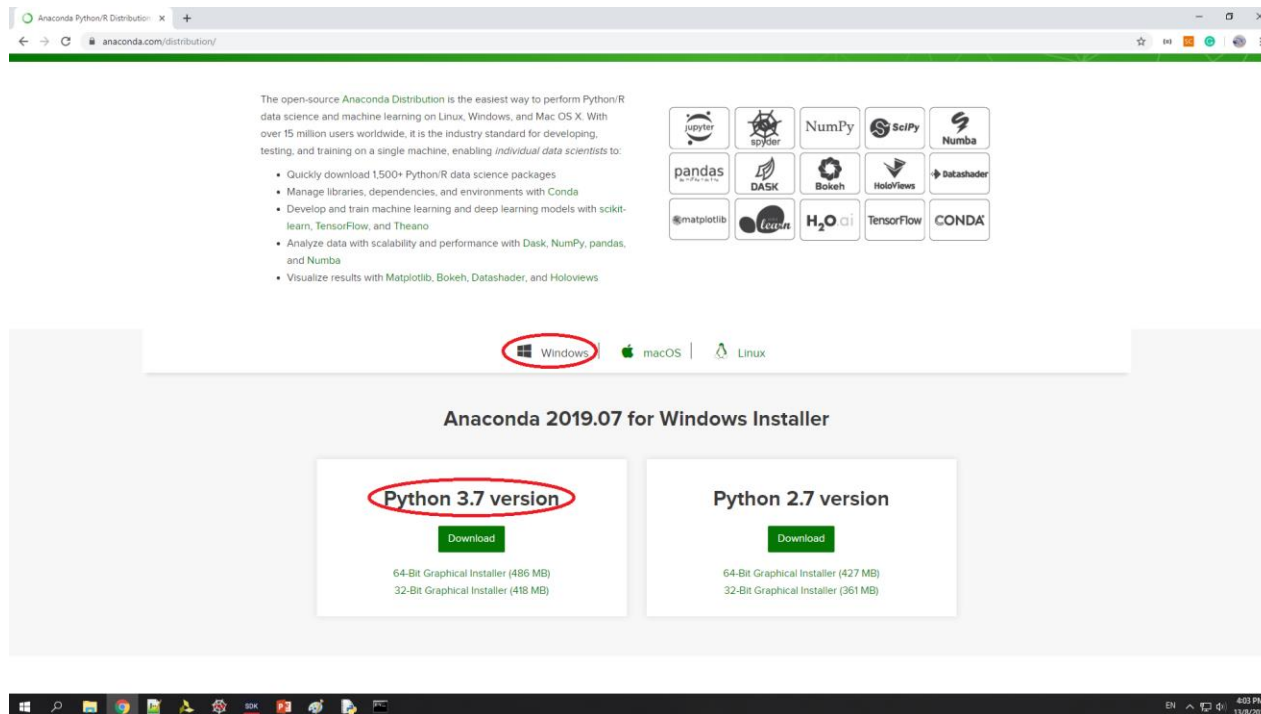 Anaconda Python/R Distribution
anaconda.com/distribution/
The open-source Anaconda Distribution is the easiest way to perform Python/R
data science and machine learning on Linux, Windows, and Mac OS X. With
over 15 million users worldwide, it is the industry standard for developing,
testing, and training on a single machine, enabling individual data scientists to:
• Quickly download 1,500+ Python/R data science packages
• Manage libraries, dependencies, and environments with Conda
• Develop and train machine learning and deep learning models with scikit-
learn, TensorFlow, and Theano
• Analyze data with scalability and performance with Dask, NumPy, pandas,
and Numba
• Visualize results with Matplotlib, Bokeh, Datashader, and Holoviews
jupyter spyder NumPy SciPy Numba
pandas DASK Bokeh HoloViews Datashader
matplotlib learn H2O.ai TensorFlow CONDA
Windows | macOS | Linux
Anaconda 2019.07 for Windows Installer
Python 3.7 version
Download
64-Bit Graphical Installer (486 MB)
32-Bit Graphical Installer (418 MB)
Python 2.7 version
Download
64-Bit Graphical Installer (427 MB)
32-Bit Graphical Installer (361 MB)
SDK
EN
4:03 PM